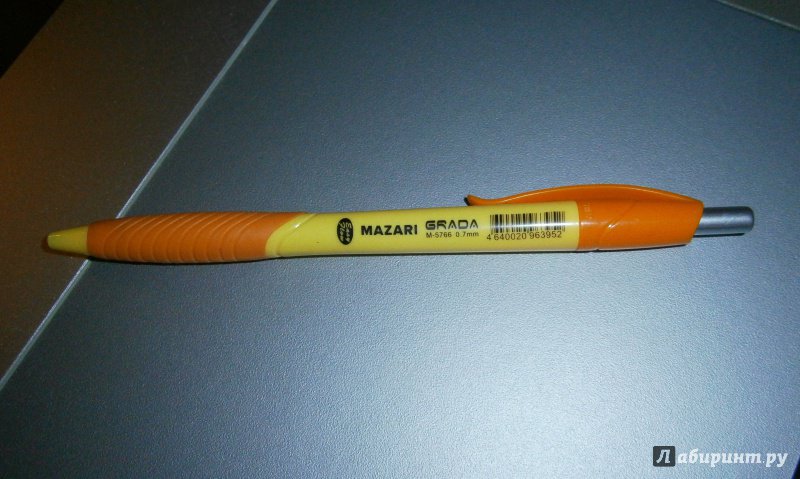 MAZARI GRADA
M-5766 0.7mm
4 640020 963952
Лабиринт.ру